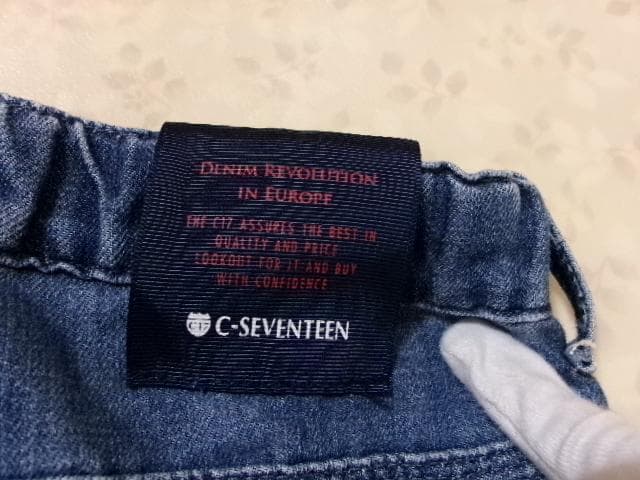 DENIM REVOLUTION
IN EUROPE
THE C17 ASSURES THE BEST IN
QUALITY AND PRICE
LOOKOUT FOR IT AND BUY
WITH CONFIDENCE
C17 C-SEVENTEEN